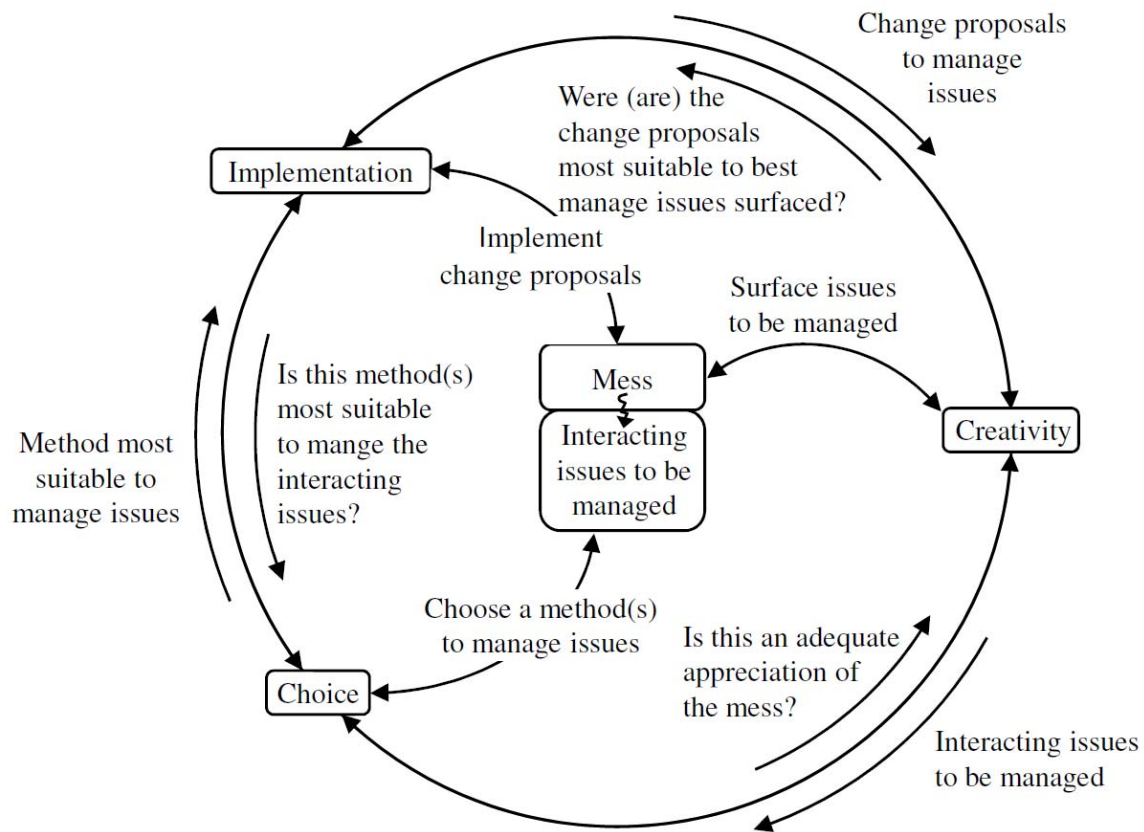 Change proposals
to manage
issues
Were (are) the
change proposals
most suitable to best
manage issues surfaced?
Implementation
Implement
change proposals
Surface issues
to be managed
Mess
Interacting
issues to be
managed
Creativity
Is this method(s)
most suitable
to mange the
interacting
issues?
Method most
suitable to
manage issues
Choose a method(s)
to manage issues
Is this an adequate
appreciation of
the mess?
Choice
Interacting issues
to be managed